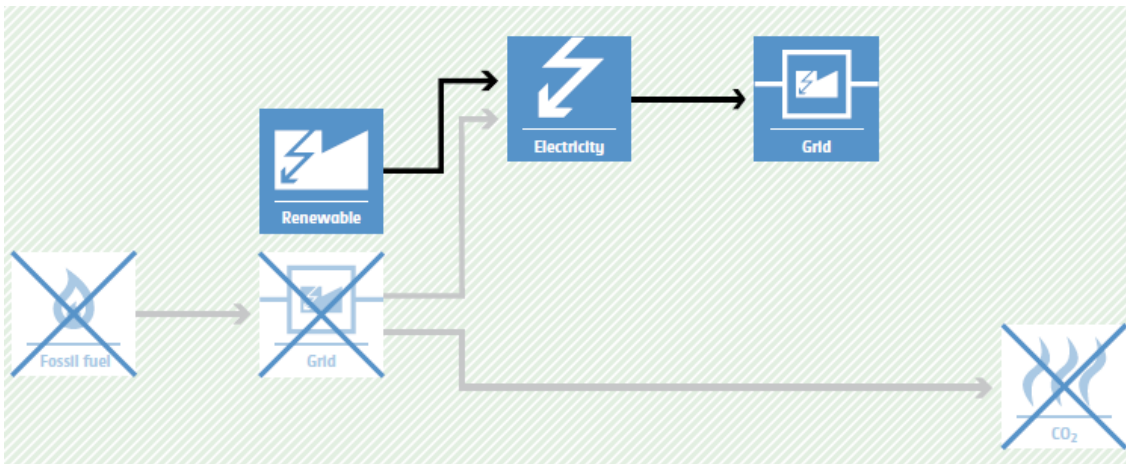 Electricity
Grid
Renewable
Fossil fuel
Grid
CO₂